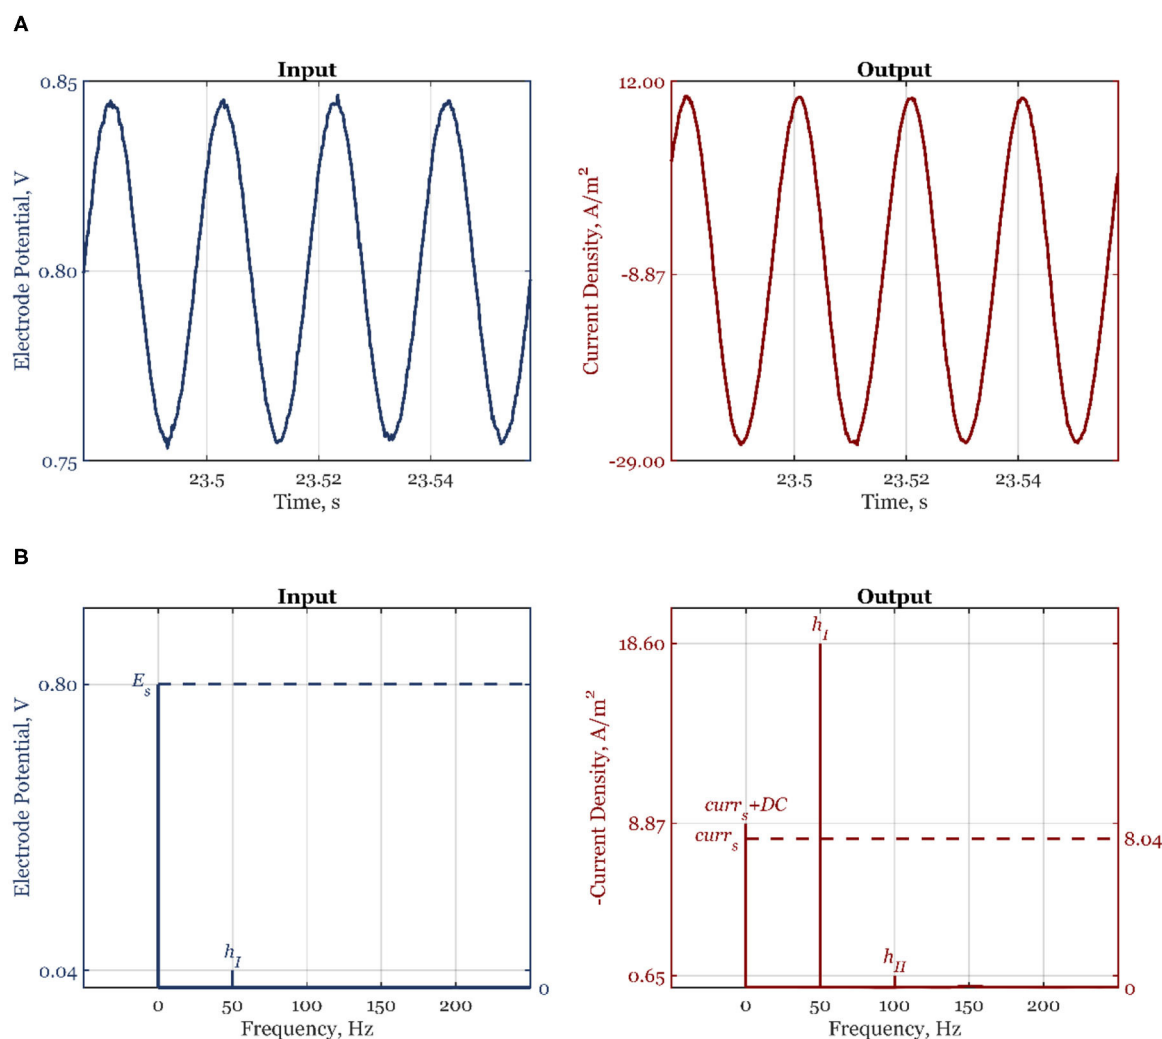 A
Input
Output
0.85
0.80
0.75
Electrode Potential, V
23.5
23.52
23.54
Time, s
12.00
-8.87
-29.00
Current Density, A/m²
23.5
23.52
23.54
Time, s
B
Input
Output
0.80
0.04
Electrode Potential, V
E_s
h_I
0
0
50
100
150
200
Frequency, Hz
18.60
8.87
0.65
-Current Density, A/m²
h_I
curr_s+DC
curr_s
8.04
h_II
0
0
50
100
150
200
Frequency, Hz